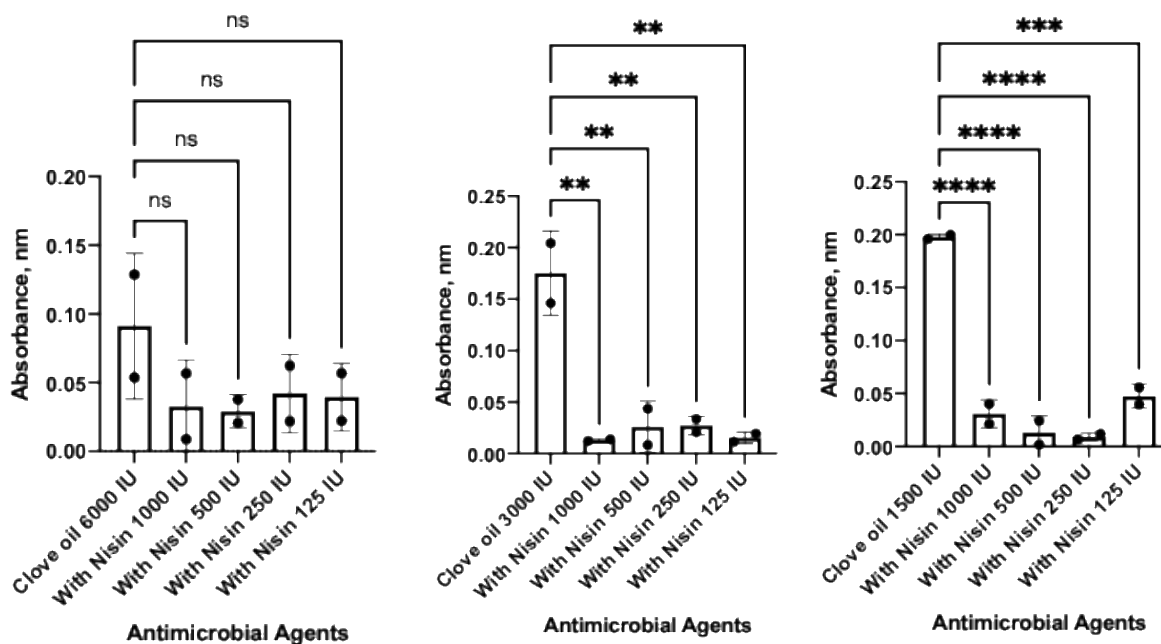 ns
ns
ns
ns
0.20
0.15
0.10
0.05
0.00
Absorbance, nm
Clove oil 6000 IU
With Nisin 1000 IU
With Nisin 500 IU
With Nisin 250 IU
With Nisin 125 IU
Antimicrobial Agents
**
**
**
**
0.25
0.20
0.15
0.10
0.05
0.00
Absorbance, nm
Clove oil 3000 IU
With Nisin 1000 IU
With Nisin 500 IU
With Nisin 250 IU
With Nisin 125 IU
Antimicrobial Agents
***
****
****
****
0.25
0.20
0.15
0.10
0.05
0.00
Absorbance, nm
Clove oil 1500 IU
With Nisin 1000 IU
With Nisin 500 IU
With Nisin 250 IU
With Nisin 125 IU
Antimicrobial Agents